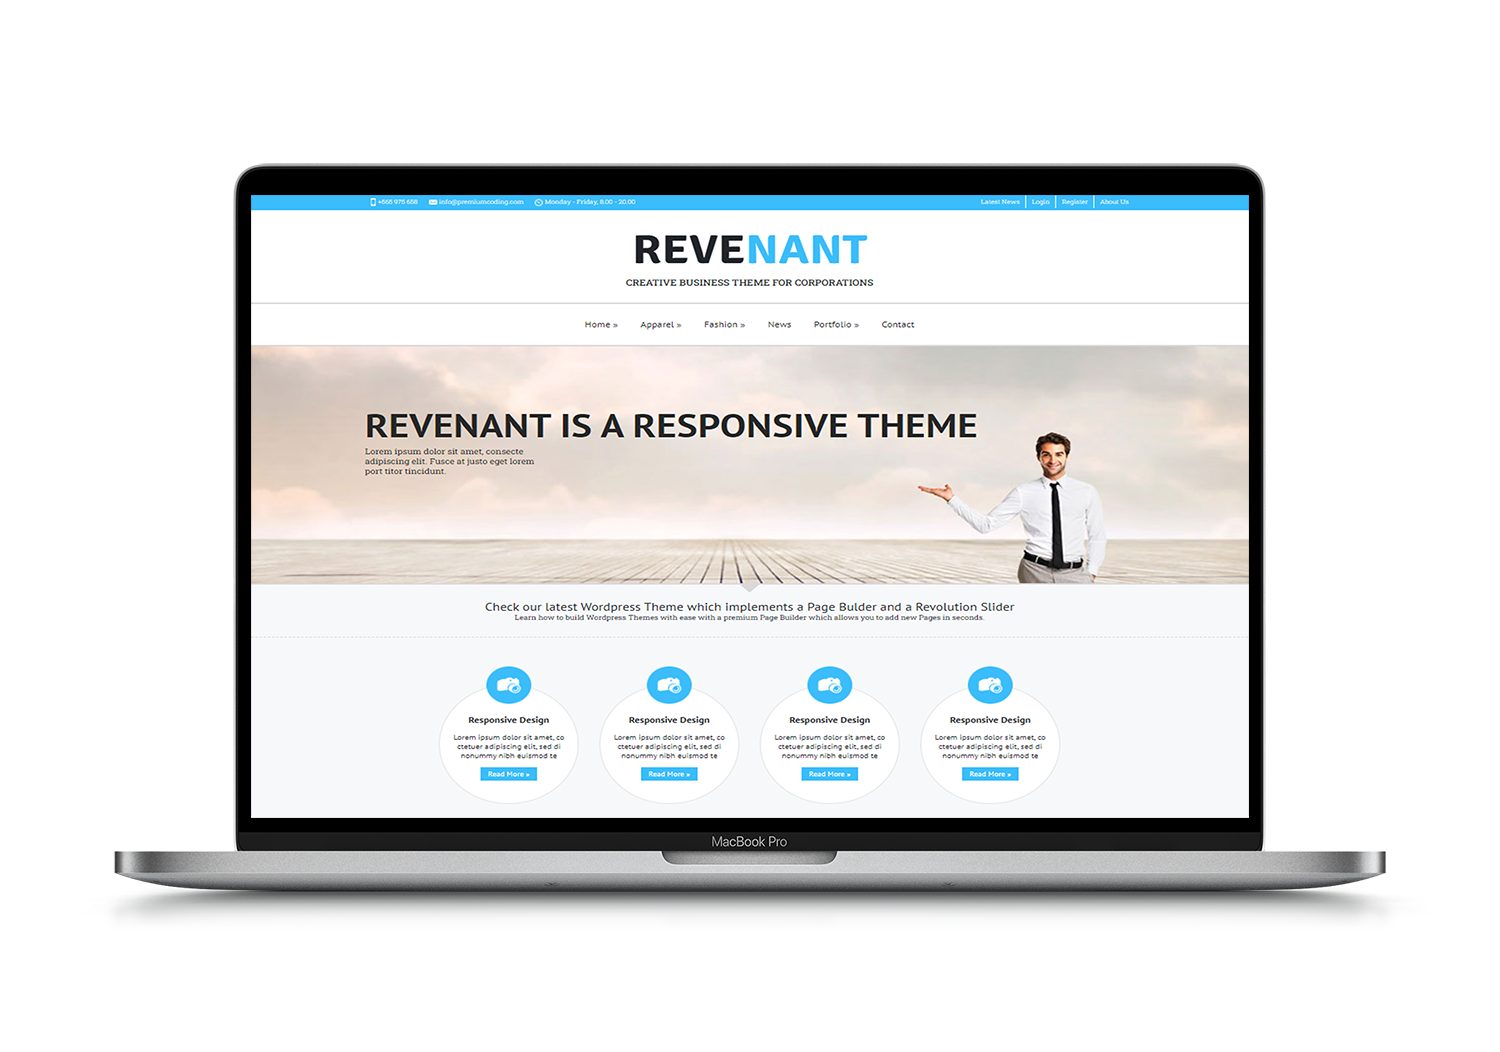 +666 975 658 info@premiumcoding.com Monday - Friday, 8.00 - 20.00 Latest News Login Register About Us
REVENANT
CREATIVE BUSINESS THEME FOR CORPORATIONS
Home » Apparel » Fashion » News Portfolio » Contact
REVENANT IS A RESPONSIVE THEME
Lorem ipsum dolor sit amet, consecte
adipiscing elit. Fusce at justo eget lorem
port titor tincidunt.
Check our latest Wordpress Theme which implements a Page Bulder and a Revolution Slider
Learn how to build Wordpress Themes with ease with a premium Page Builder which allows you to add new Pages in seconds.
Responsive Design
Lorem ipsum dolor sit amet, co
ctetuer adipiscing elit, sed di
nonummy nibh euismod te
Read More »
Responsive Design
Lorem ipsum dolor sit amet, co
ctetuer adipiscing elit, sed di
nonummy nibh euismod te
Read More »
Responsive Design
Lorem ipsum dolor sit amet, co
ctetuer adipiscing elit, sed di
nonummy nibh euismod te
Read More »
Responsive Design
Lorem ipsum dolor sit amet, co
ctetuer adipiscing elit, sed di
nonummy nibh euismod te
Read More »
MacBook Pro